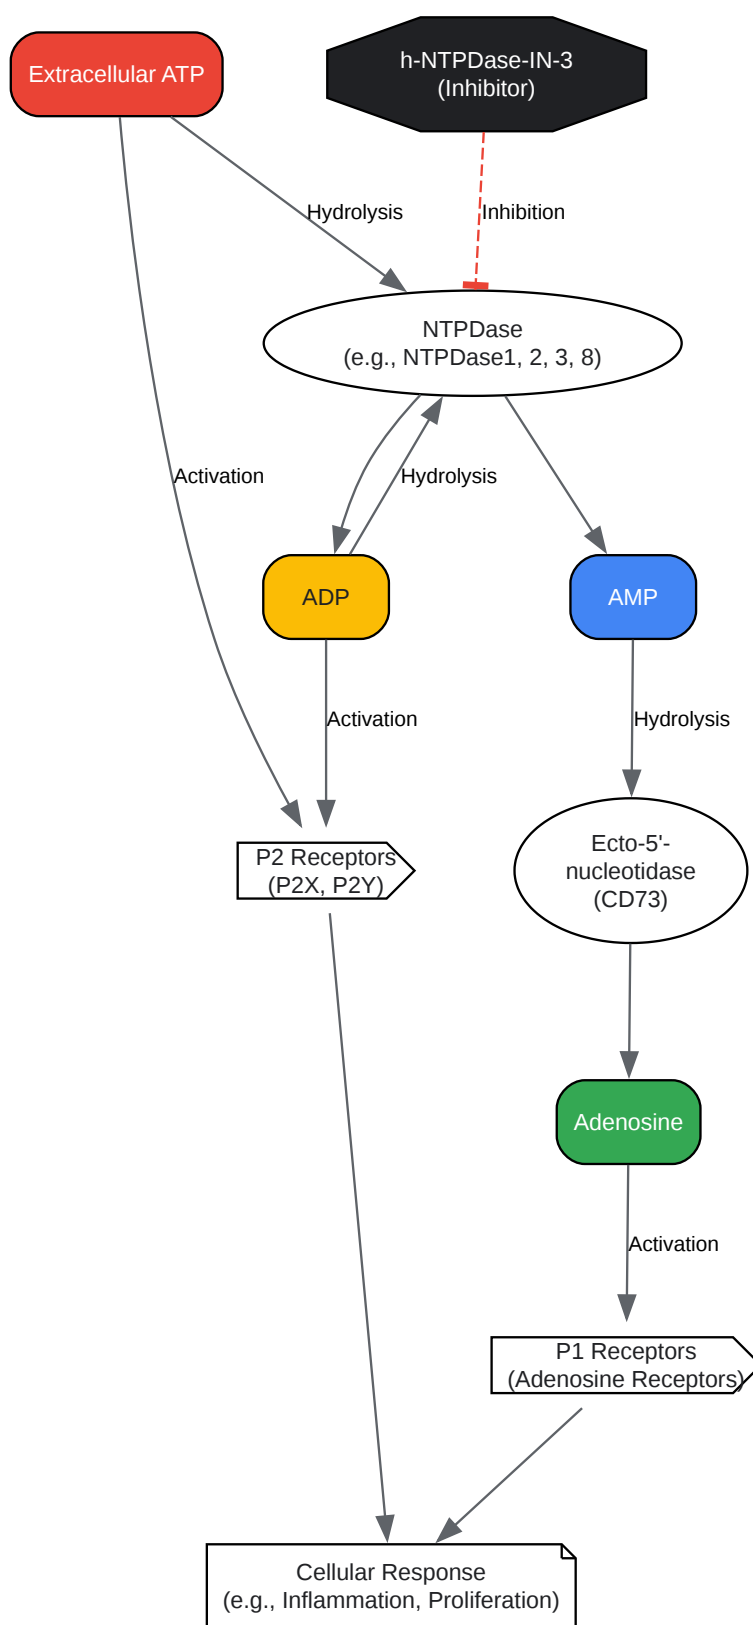 Extracellular ATP
h-NTPDase-IN-3
(Inhibitor)
Hydrolysis
Inhibition
NTPDase
(e.g., NTPDase1, 2, 3, 8)
Activation
Hydrolysis
ADP
AMP
Activation
Hydrolysis
P2 Receptors
(P2X, P2Y)
Ecto-5'-
nucleotidase
(CD73)
Adenosine
Activation
P1 Receptors
(Adenosine Receptors)
Cellular Response
(e.g., Inflammation, Proliferation)